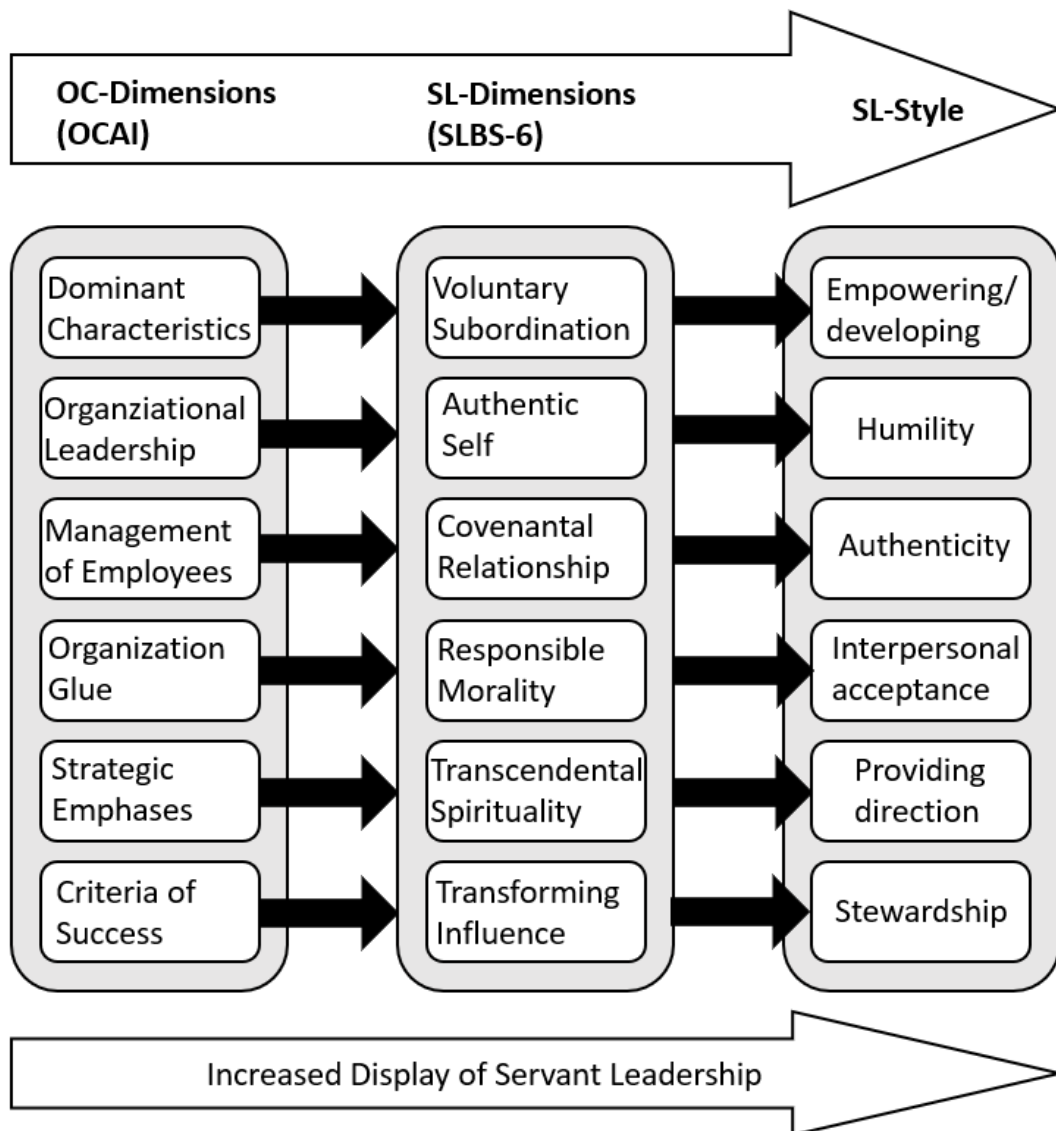 OC-Dimensions
(OCAI)
SL-Dimensions
(SLBS-6)
SL-Style
Dominant
Characteristics
Voluntary
Subordination
Empowering/
developing
Organziational
Leadership
Authentic
Self
Humility
Management
of Employees
Covenantal
Relationship
Authenticity
Organization
Glue
Responsible
Morality
Interpersonal
acceptance
Strategic
Emphases
Transcendental
Spirituality
Providing
direction
Criteria of
Success
Transforming
Influence
Stewardship
Increased Display of Servant Leadership